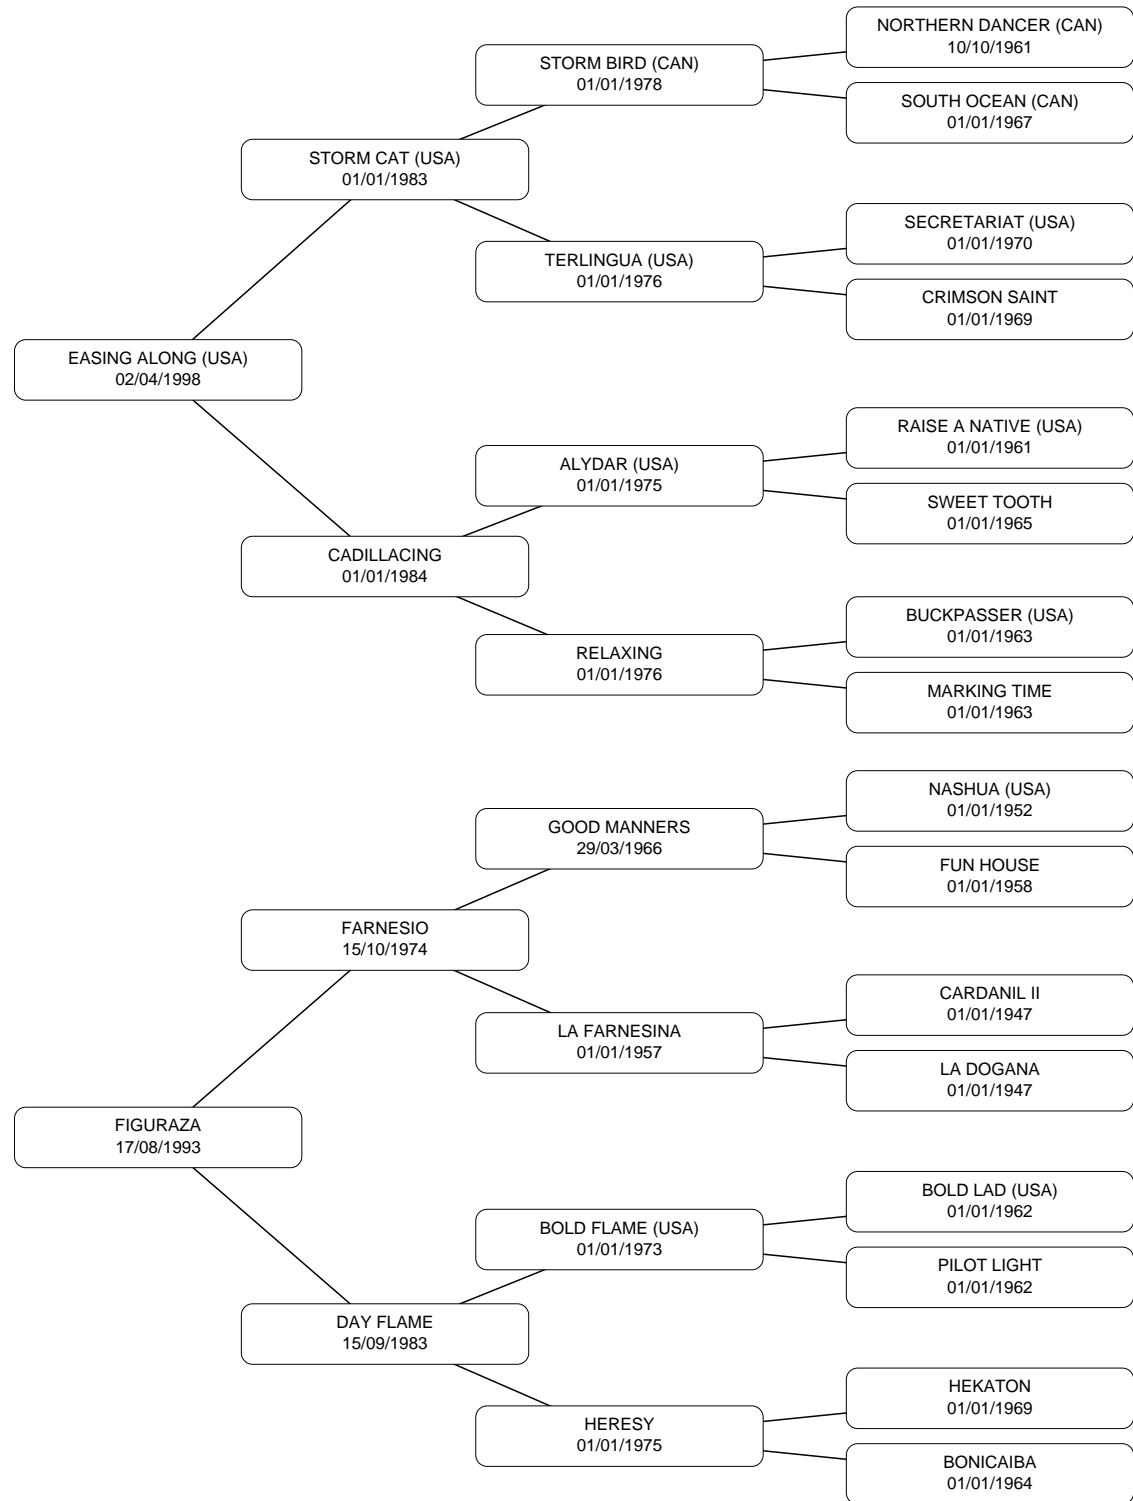 NORTHERN DANCER (CAN)
10/10/1961
STORM BIRD (CAN)
01/01/1978
SOUTH OCEAN (CAN)
01/01/1967
STORM CAT (USA)
01/01/1983
SECRETARIAT (USA)
01/01/1970
TERLINGUA (USA)
01/01/1976
CRIMSON SAINT
01/01/1969
EASING ALONG (USA)
02/04/1998
RAISE A NATIVE (USA)
01/01/1961
ALYDAR (USA)
01/01/1975
SWEET TOOTH
01/01/1965
CADILLACING
01/01/1984
BUCKPASSER (USA)
01/01/1963
RELAXING
01/01/1976
MARKING TIME
01/01/1963
NASHUA (USA)
01/01/1952
GOOD MANNERS
29/03/1966
FUN HOUSE
01/01/1958
FARNESIO
15/10/1974
CARDANIL II
01/01/1947
LA FARNESINA
01/01/1957
LA DOGANA
01/01/1947
FIGURAZA
17/08/1993
BOLD LAD (USA)
01/01/1962
BOLD FLAME (USA)
01/01/1973
PILOT LIGHT
01/01/1962
DAY FLAME
15/09/1983
HEKATON
01/01/1969
HERESY
01/01/1975
BONICAIBA
01/01/1964